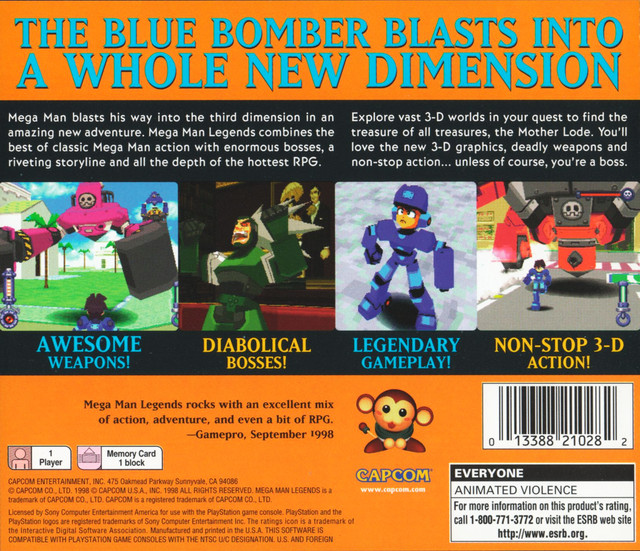 THE BLUE BOMBER BLASTS INTO
A WHOLE NEW DIMENSION
Mega Man blasts his way into the third dimension in an
amazing new adventure. Mega Man Legends combines the
best of classic Mega Man action with enormous bosses, a
riveting storyline and all the depth of the hottest RPG.
Explore vast 3-D worlds in your quest to find the
treasure of all treasures, the Mother Lode. You'll
love the new 3-D graphics, deadly weapons and
non-stop action... unless of course, you're a boss.
AWESOME
WEAPONS!
DIABOLICAL
BOSSES!
LEGENDARY
GAMEPLAY!
NON-STOP 3-D
ACTION!
Mega Man Legends rocks with an excellent mix
of action, adventure, and even a bit of RPG.
—Gamepro, September 1998
1
Player
Memory Card
1 block
CAPCOM
www.capcom.com
0 13388 21028 2
CAPCOM ENTERTAINMENT, INC. 475 Oakmead Parkway Sunnyvale, CA 94086
© CAPCOM CO., LTD. 1998 © CAPCOM U.S.A., INC. 1998 ALL RIGHTS RESERVED. MEGA MAN LEGENDS is a
trademark of CAPCOM CO., LTD. CAPCOM is a registered trademark of CAPCOM CO., LTD.
Licensed by Sony Computer Entertainment America for use with the PlayStation game console. PlayStation and the
PlayStation logos are registered trademarks of Sony Computer Entertainment Inc. The ratings icon is a trademark of
the Interactive Digital Software Association. Manufactured and printed in the U.S.A. THIS SOFTWARE IS
COMPATIBLE WITH PLAYSTATION GAME CONSOLES WITH THE NTSC U/C DESIGNATION. U.S. AND FOREIGN
EVERYONE
ANIMATED VIOLENCE
For more information on this product's rating,
call 1-800-771-3772 or visit the ESRB web site
http://www.esrb.org.